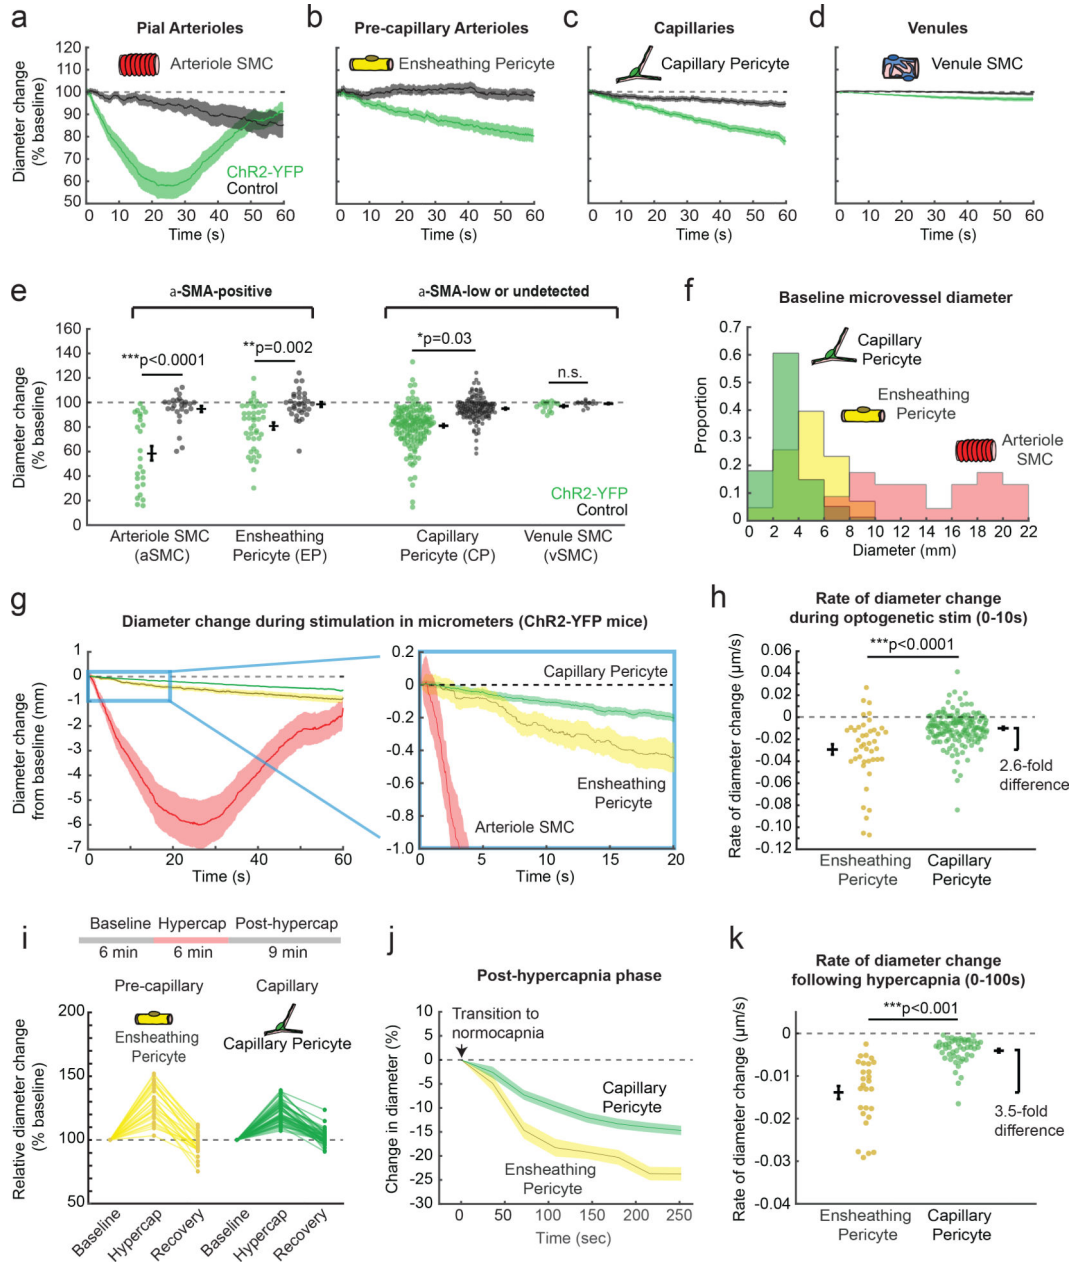 a
Pial Arterioles
Arteriole SMC
Diameter change
(% baseline)
120
110
100
90
80
70
60
50
ChR2-YFP
Control
0 10 20 30 40 50 60
Time (s)
b
Pre-capillary Arterioles
Ensheathing Pericyte
0 10 20 30 40 50 60
Time (s)
c
Capillaries
Capillary Pericyte
0 10 20 30 40 50 60
Time (s)
d
Venules
Venule SMC
0 10 20 30 40 50 60
Time (s)
e
a-SMA-positive
a-SMA-low or undetected
Diameter change
(% baseline)
160
140
120
100
80
60
40
20
0
***p<0.0001
**p=0.002
*p=0.03
n.s.
ChR2-YFP
Control
Arteriole SMC
(aSMC)
Ensheathing
Pericyte (EP)
Capillary
Pericyte (CP)
Venule SMC
(vSMC)
f
Baseline microvessel diameter
Proportion
0.7
0.6
0.5
0.4
0.3
0.2
0.1
0
Capillary
Pericyte
Ensheathing
Pericyte
Arteriole
SMC
0 2 4 6 8 10 12 14 16 18 20 22
Diameter (mm)
g
Diameter change during stimulation in micrometers (ChR2-YFP mice)
Diameter change
from baseline (mm)
1
0
-1
-2
-3
-4
-5
-6
-7
0 20 40 60
Time (s)
0.2
0
-0.2
-0.4
-0.6
-0.8
-1.0
Capillary Pericyte
Ensheathing
Pericyte
Arteriole SMC
0 5 10 15 20
Time (s)
h
Rate of diameter change
during optogenetic stim (0-10s)
Rate of diameter change (µm/s)
0.06
0.04
0.02
0
-0.02
-0.04
-0.06
-0.08
-0.10
-0.12
***p<0.0001
2.6-fold
difference
Ensheathing
Pericyte
Capillary
Pericyte
i
Baseline Hypercap Post-hypercap
6 min 6 min 9 min
Pre-capillary
Capillary
Relative diameter change
(% baseline)
200
150
100
50
Ensheathing
Pericyte
Capillary Pericyte
Baseline
Hypercap
Recovery
Baseline
Hypercap
Recovery
j
Post-hypercapnia phase
Change in diameter (%)
10
5
0
-5
-10
-15
-20
-25
-30
Transition to
normocapnia
Capillary
Pericyte
Ensheathing
Pericyte
0 50 100 150 200 250
Time (sec)
k
Rate of diameter change
following hypercapnia (0-100s)
Rate of diameter change (µm/s)
0
-0.01
-0.02
-0.03
-0.04
***p<0.001
3.5-fold
difference
Ensheathing
Pericyte
Capillary
Pericyte